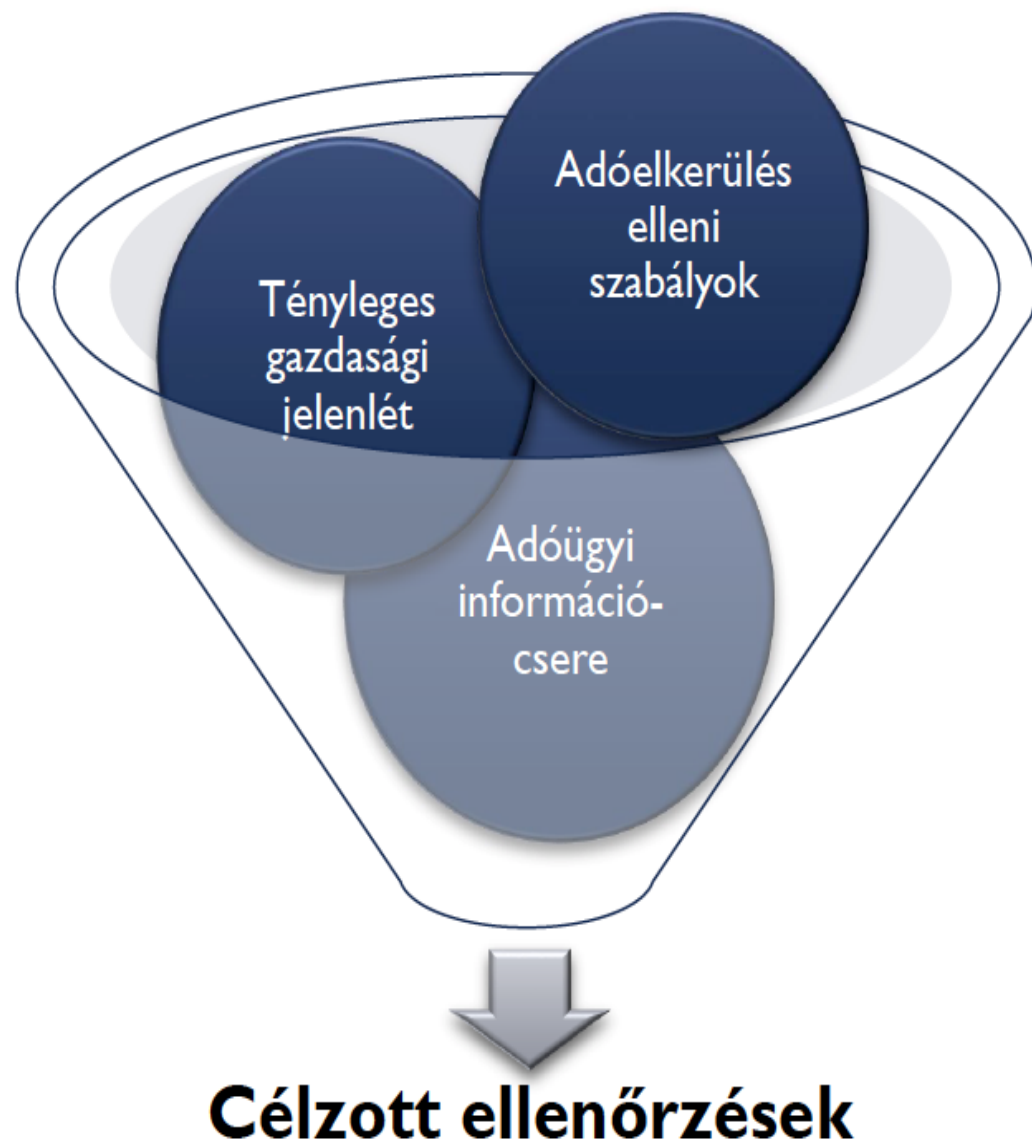 Adóelkerülés
elleni
szabályok
Tényleges
gazdasági
jelenlét
Adóügyi
információ-
csere
Célzott ellenőrzések